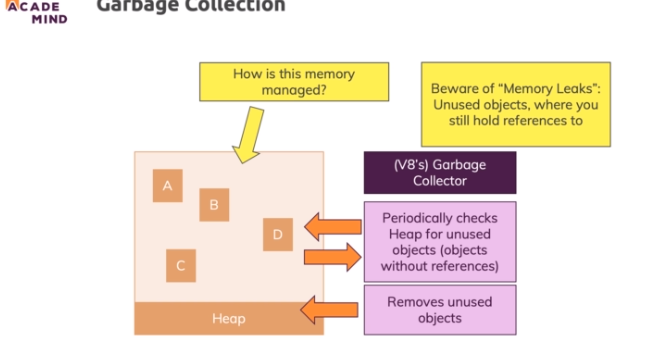 ACADE
MIND
Garbage Collection
How is this memory
managed?
Beware of “Memory Leaks”:
Unused objects, where you
still hold references to
(V8’s) Garbage
Collector
A
B
D
C
Periodically checks
Heap for unused
objects (objects
without references)
Removes unused
objects
Heap